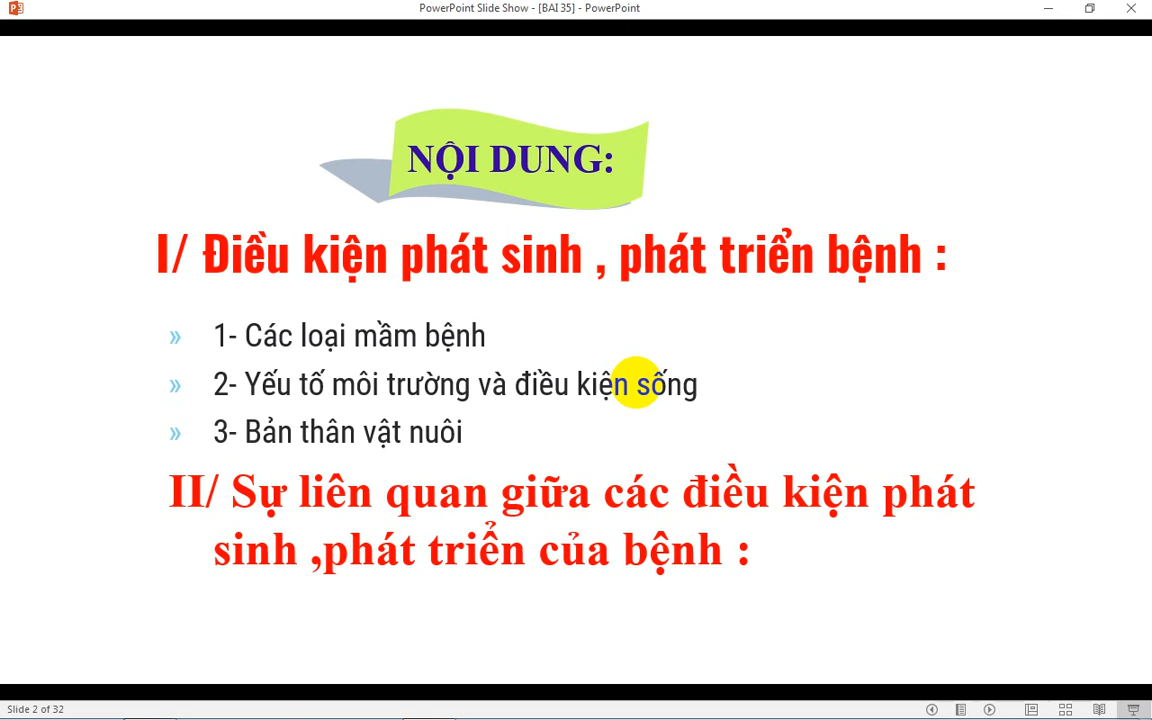 PowerPoint Slide Show - [BAI 35] - PowerPoint
NỘI DUNG:
I/ Điều kiện phát sinh , phát triển bệnh :
» 1- Các loại mầm bệnh
» 2- Yếu tố môi trường và điều kiện sống
» 3- Bản thân vật nuôi
II/ Sự liên quan giữa các điều kiện phát
sinh ,phát triển của bệnh :
Slide 2 of 32